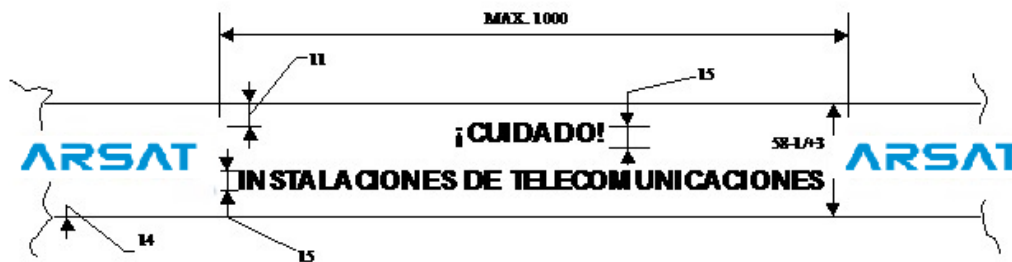 MAX. 1000
11
15
¡CUIDADO!
58-1/+3
ARSAT
ARSAT
INSTALACIONES DE TELECOMUNICACIONES
14
15